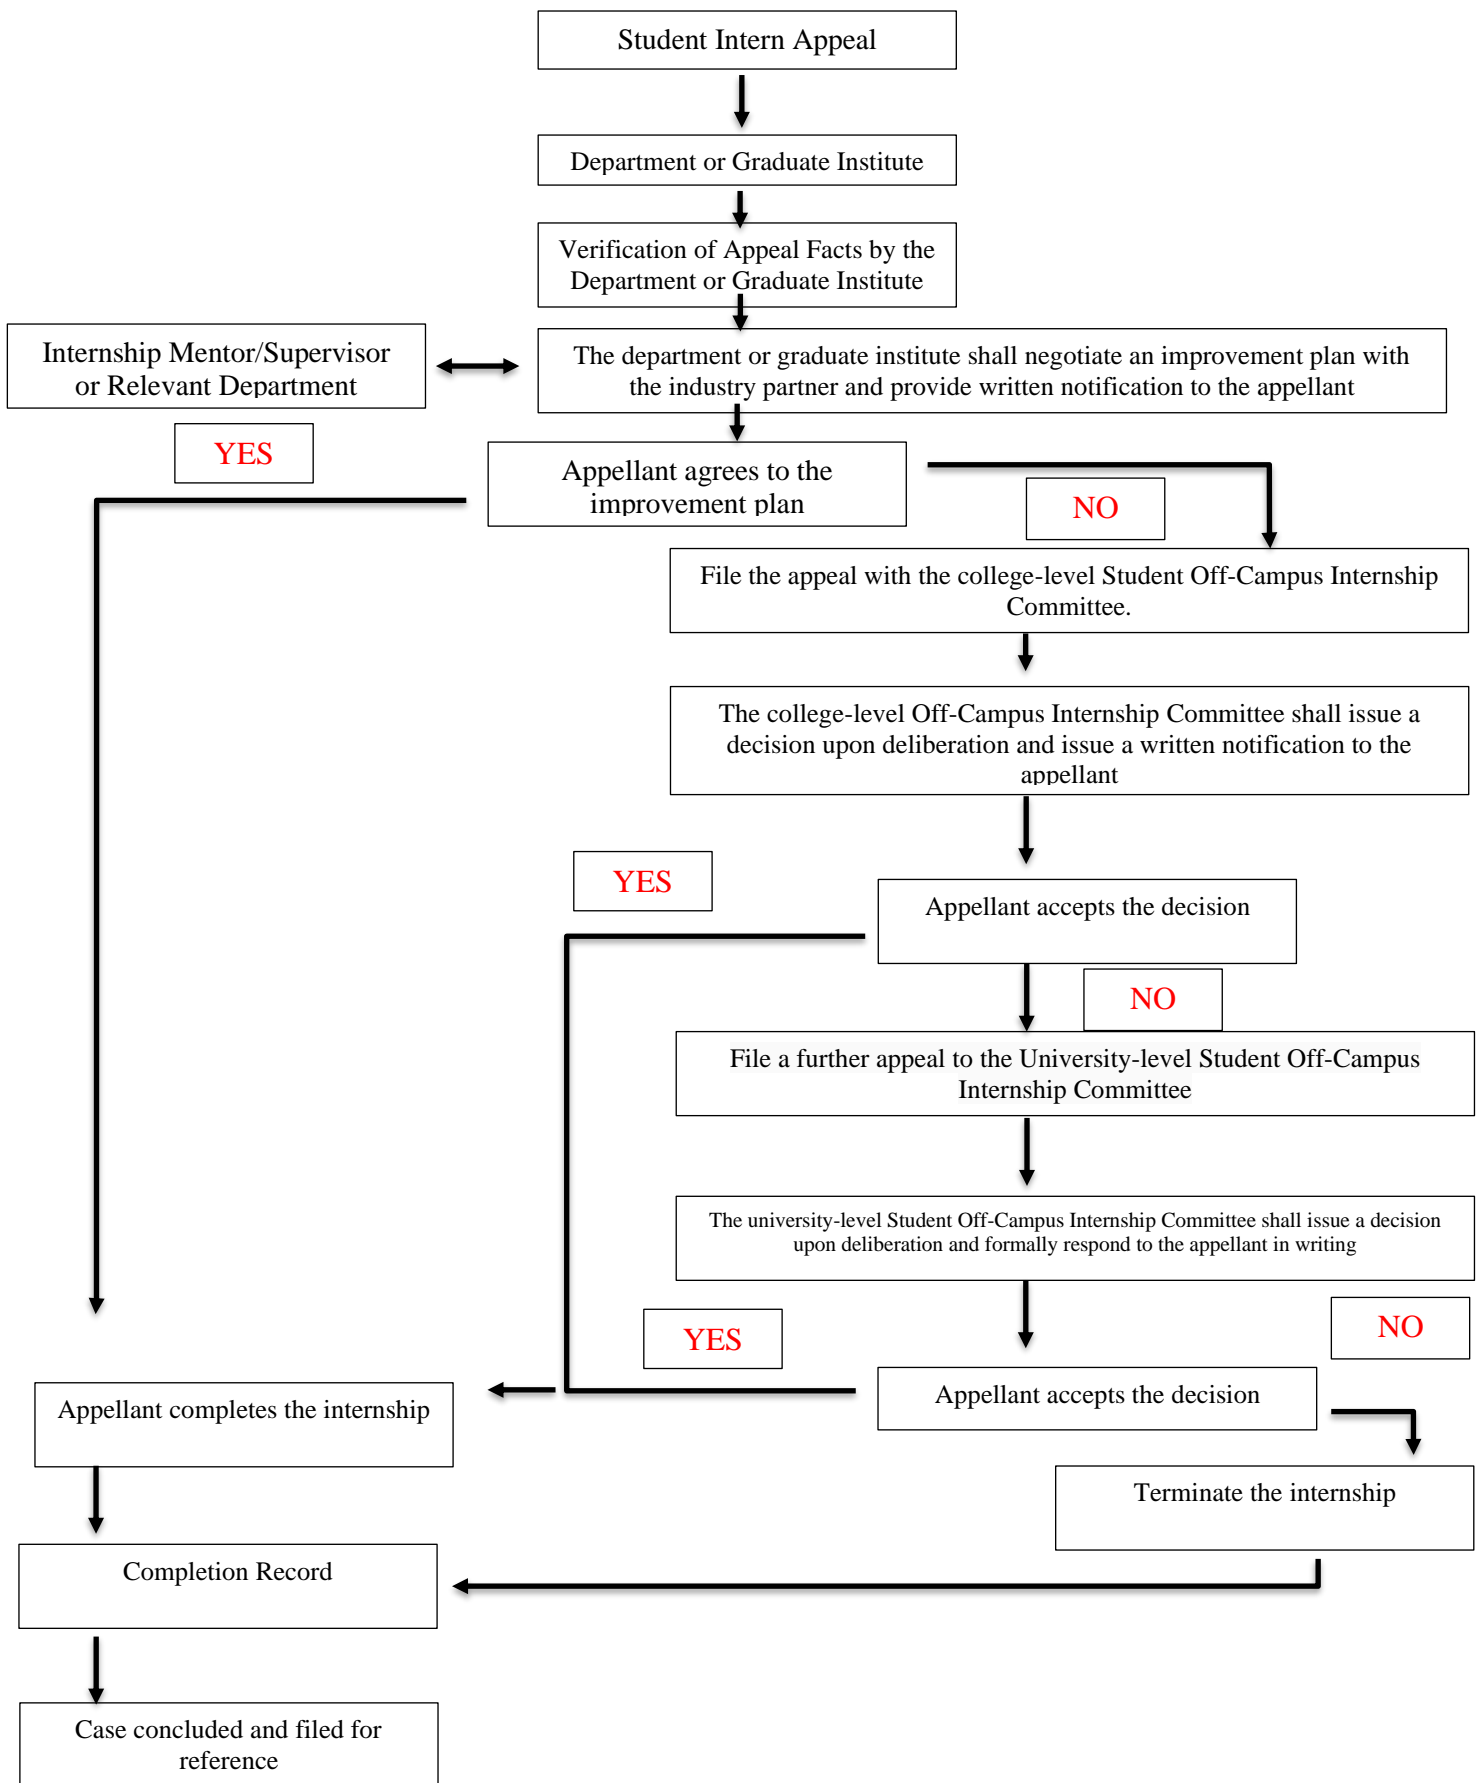 Student Intern Appeal
Department or Graduate Institute
Verification of Appeal Facts by the
Department or Graduate Institute
Internship Mentor/Supervisor
or Relevant Department
The department or graduate institute shall negotiate an improvement plan with
the industry partner and provide written notification to the appellant
YES
Appellant agrees to the
improvement plan
NO
File the appeal with the college-level Student Off-Campus Internship
Committee.
The college-level Off-Campus Internship Committee shall issue a
decision upon deliberation and issue a written notification to the
appellant
YES
Appellant accepts the decision
NO
File a further appeal to the University-level Student Off-Campus
Internship Committee
The university-level Student Off-Campus Internship Committee shall issue a decision
upon deliberation and formally respond to the appellant in writing
YES
NO
Appellant accepts the decision
Appellant completes the internship
Terminate the internship
Completion Record
Case concluded and filed for
reference